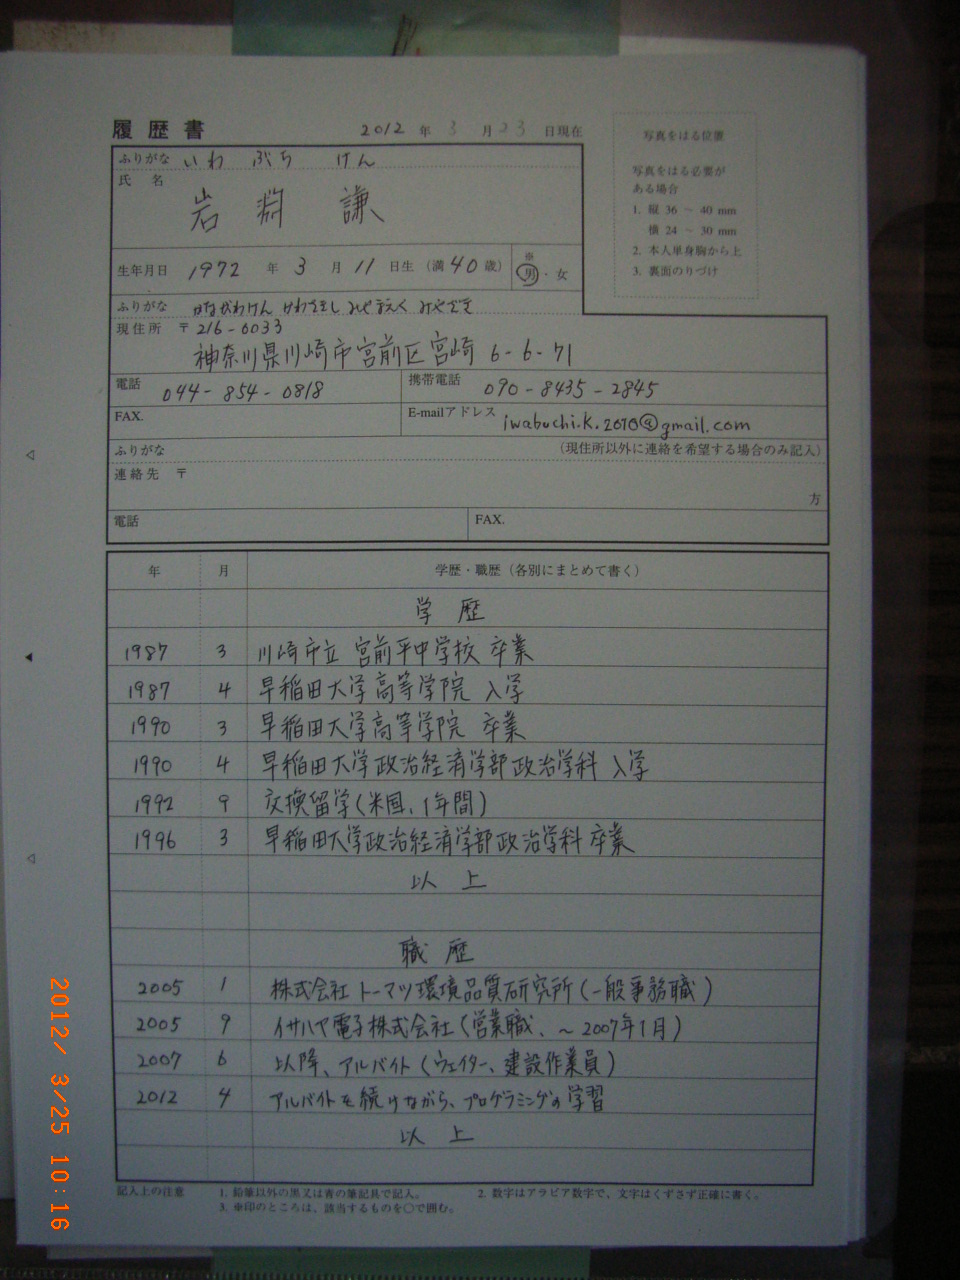 履歴書 2012 年 3 月 23 日現在
写真をはる位置
写真をはる必要が
ある場合
1. 縦 36 ～ 40 mm
横 24 ～ 30 mm
2. 本人単身胸から上
3. 裏面のりづけ
ふりがな いわ ぶち けん
氏 名
岩淵 謙
生年月日 1972 年 3 月 11 日生 (満 40 歳) ※ 男・女
ふりがな かながわけん かわさきし みやまえく みやざき
現住所 〒 216-0033
神奈川県川崎市宮前区宮崎 6-6-71
電話 044-854-0818
携帯電話 090-8435-2845
FAX.
E-mailアドレス iwabuchi.k.2010@gmail.com
ふりがな (現住所以外に連絡を希望する場合のみ記入)
連絡先 〒
方
電話 FAX.
年 月 学歴・職歴 (各別にまとめて書く)
学 歴
1987 3 川崎市立 宮前平中学校 卒業
1987 4 早稲田大学高等学院 入学
1990 3 早稲田大学高等学院 卒業
1990 4 早稲田大学政治経済学部政治学科 入学
1992 9 交換留学(米国、1年間)
1996 3 早稲田大学政治経済学部政治学科 卒業
以 上
職 歴
2005 1 株式会社 トーマツ環境品質研究所(一般事務職)
2005 9 イサハヤ電子株式会社(営業職、～2007年1月)
2007 6 以降、アルバイト(ウェイター、建設作業員)
2012 4 アルバイトを続けながら、プログラミングの学習
以 上
記入上の注意 1. 鉛筆以外の黒又は青の筆記具で記入。 2. 数字はアラビア数字で、文字はくずさず正確に書く。
3. ※印のところは、該当するものを○で囲む。
2012/ 3/25 10:16